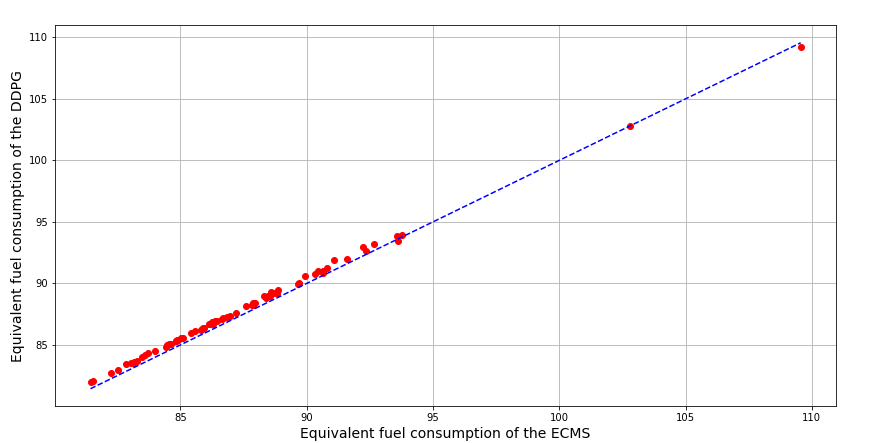 Equivalent fuel consumption of the DDPG
110
105
100
95
90
85
85 90 95 100 105 110
Equivalent fuel consumption of the ECMS